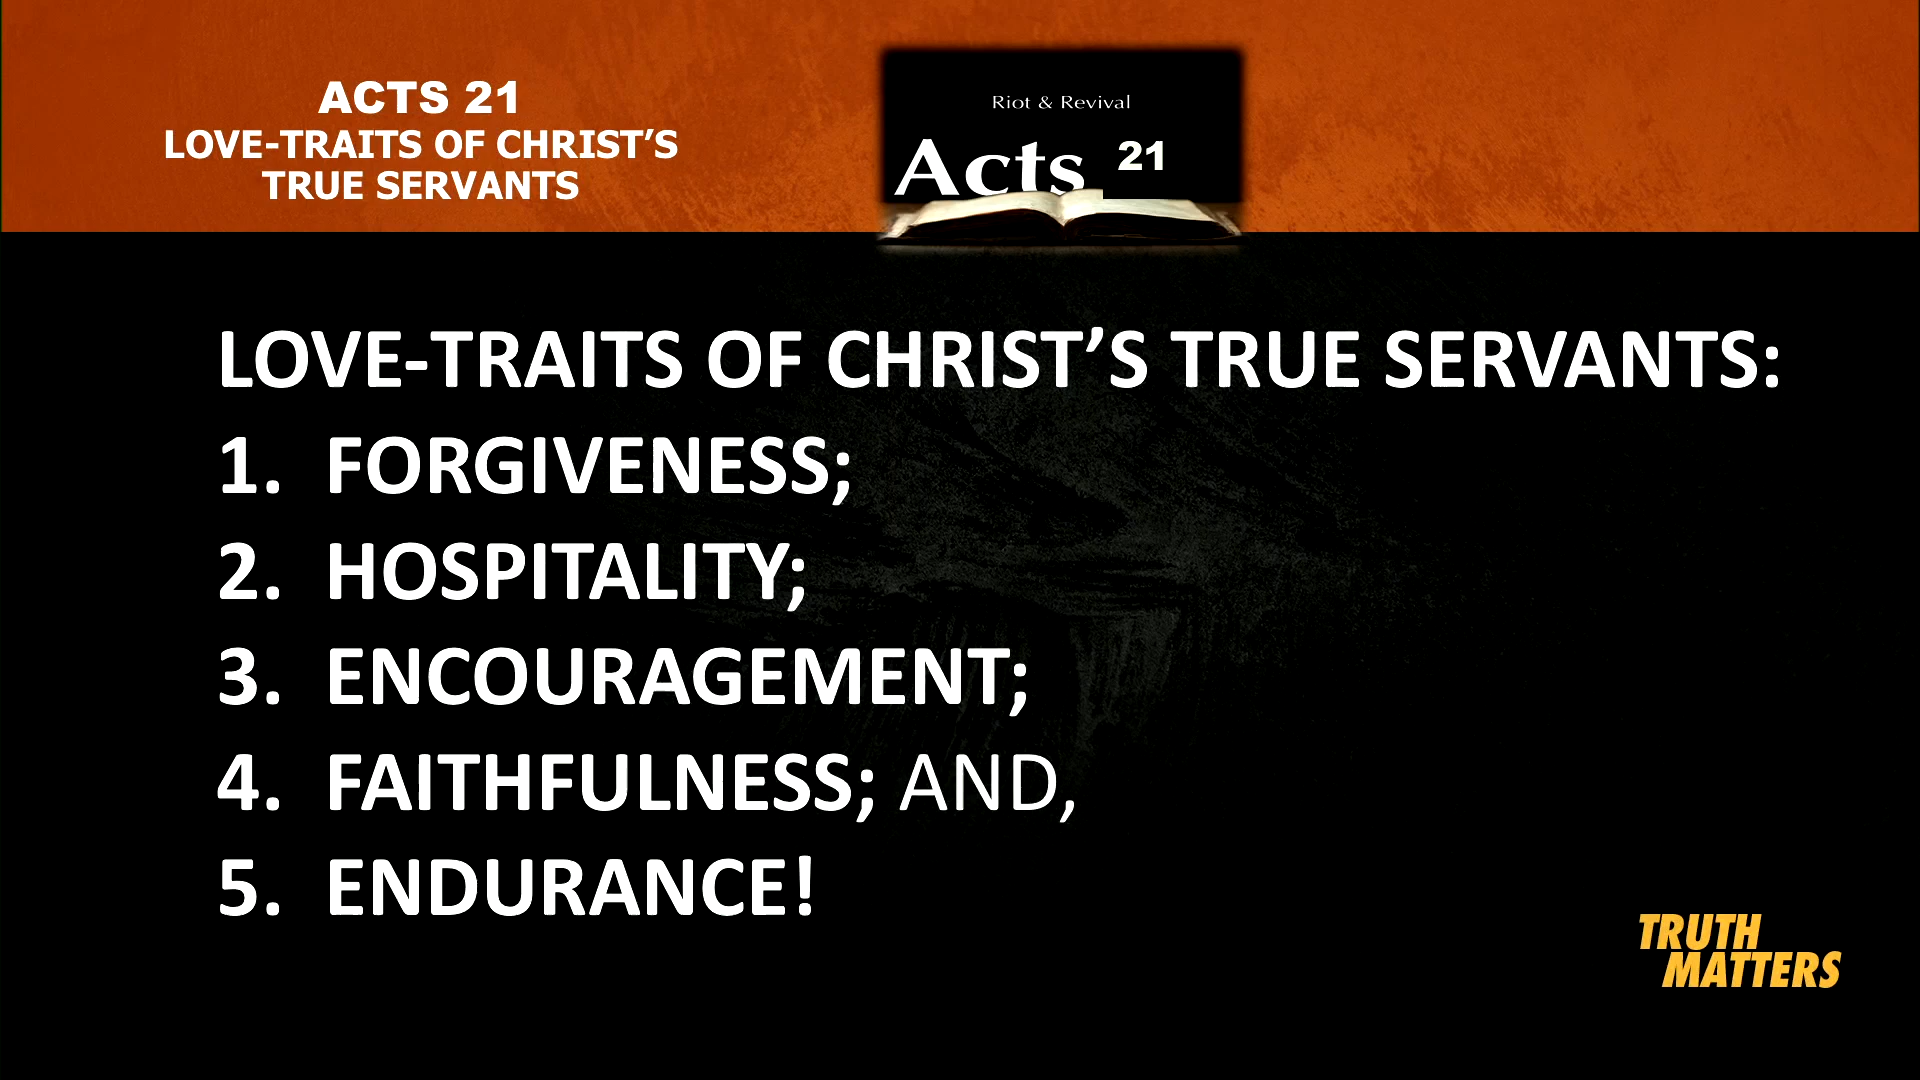 ACTS 21
LOVE-TRAITS OF CHRIST’S
TRUE SERVANTS
Riot & Revival
Acts 21
LOVE-TRAITS OF CHRIST’S TRUE SERVANTS:
1. FORGIVENESS;
2. HOSPITALITY;
3. ENCOURAGEMENT;
4. FAITHFULNESS; AND,
5. ENDURANCE!
TRUTH
MATTERS